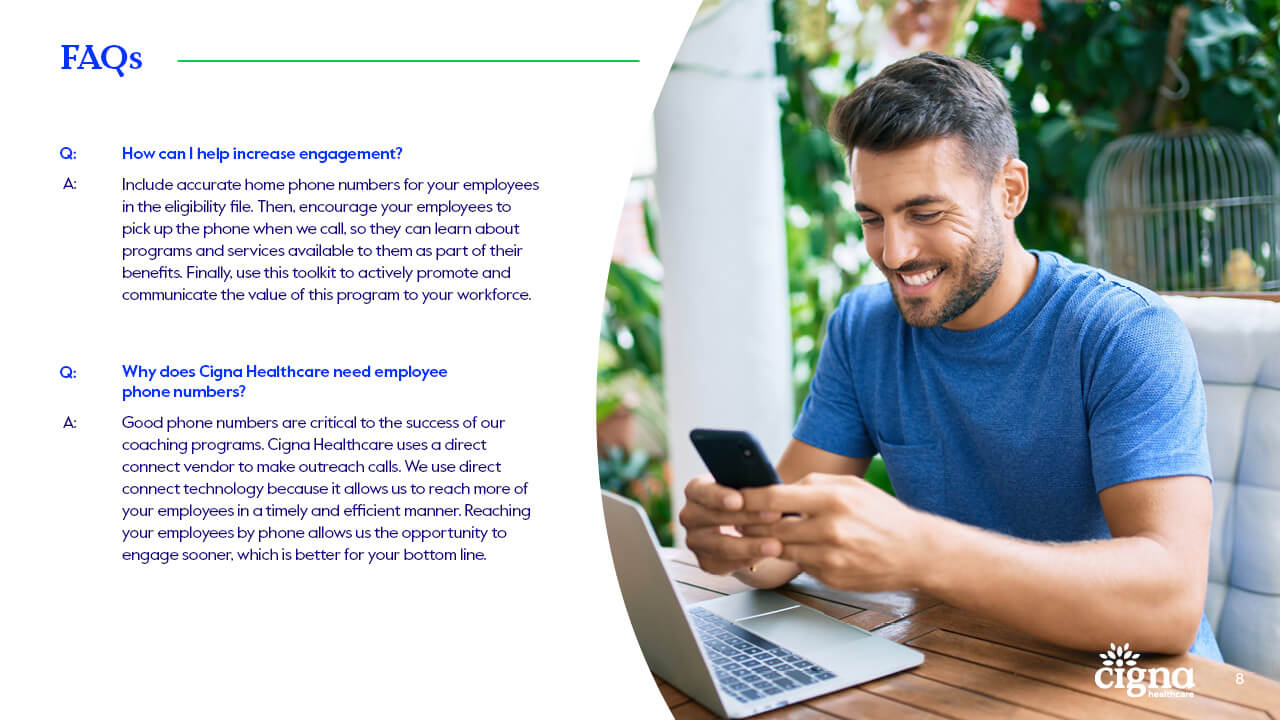 FAQs
Q: How can I help increase engagement?
A: Include accurate home phone numbers for your employees
in the eligibility file. Then, encourage your employees to
pick up the phone when we call, so they can learn about
programs and services available to them as part of their
benefits. Finally, use this toolkit to actively promote and
communicate the value of this program to your workforce.
Q: Why does Cigna Healthcare need employee
phone numbers?
A: Good phone numbers are critical to the success of our
coaching programs. Cigna Healthcare uses a direct
connect vendor to make outreach calls. We use direct
connect technology because it allows us to reach more of
your employees in a timely and efficient manner. Reaching
your employees by phone allows us the opportunity to
engage sooner, which is better for your bottom line.
cigna
healthcare
8